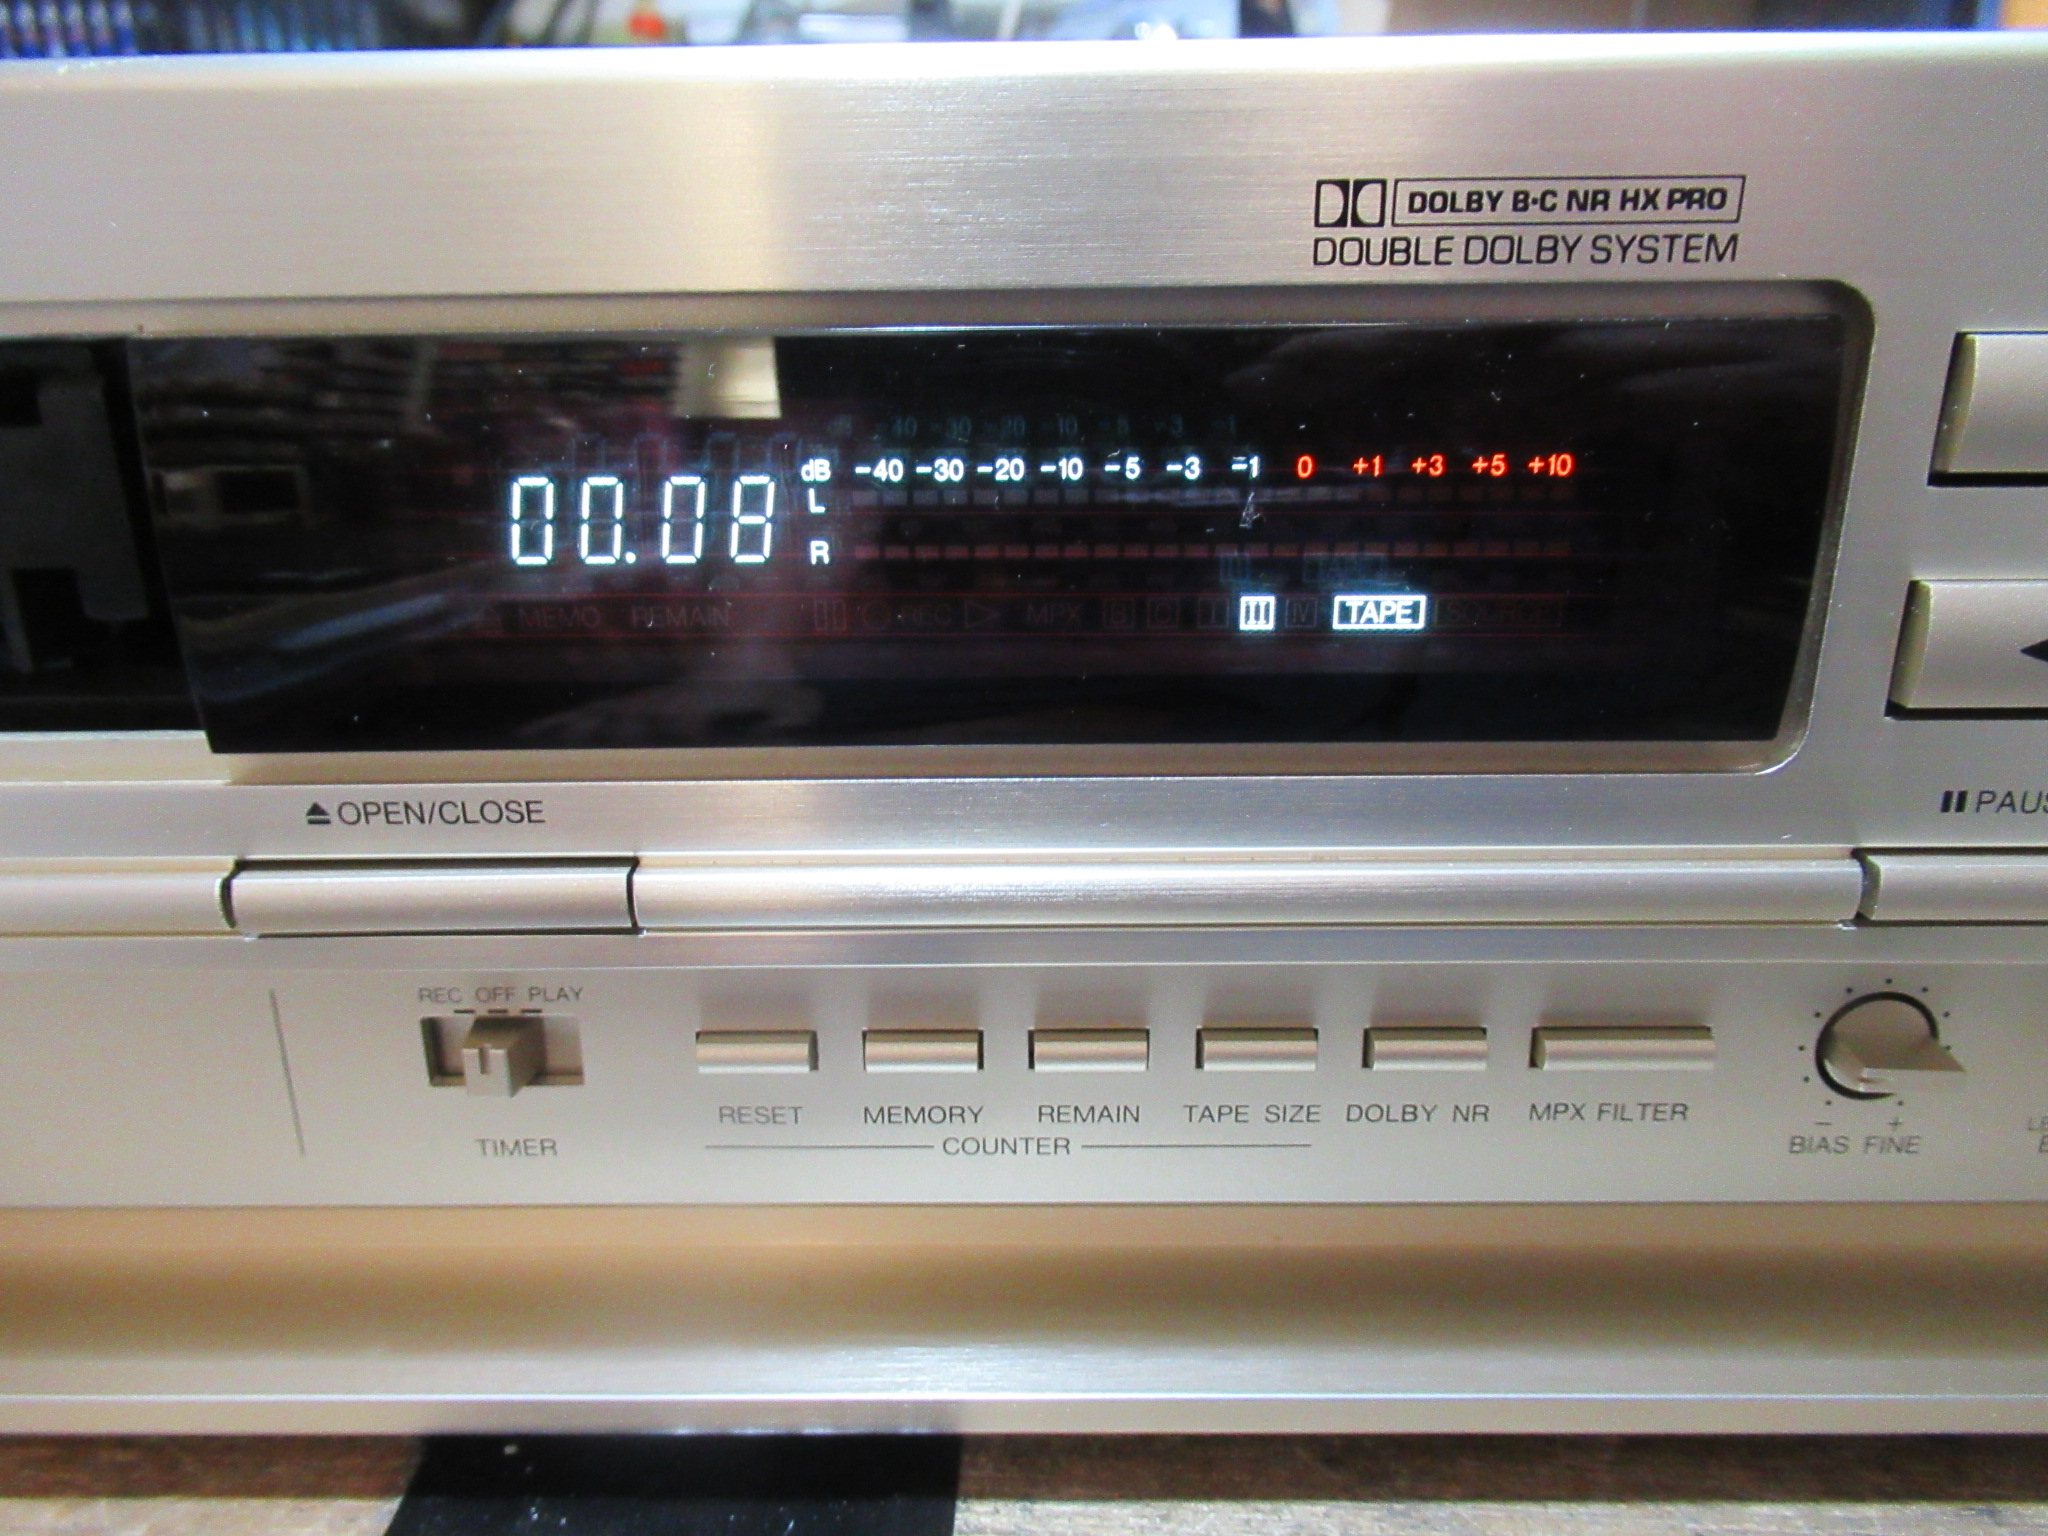 DOLBY B·C NR HX PRO
DOUBLE DOLBY SYSTEM
dB -40 -30 -20 -10 -5 -3 -1 0 +1 +3 +5 +10
00.08
L
R
MEMO REMAIN REC MPX B C I II IV TAPE SOURCE
OPEN/CLOSE
REC OFF PLAY
TIMER
RESET MEMORY REMAIN TAPE SIZE DOLBY NR MPX FILTER
COUNTER
- +
BIAS FINE